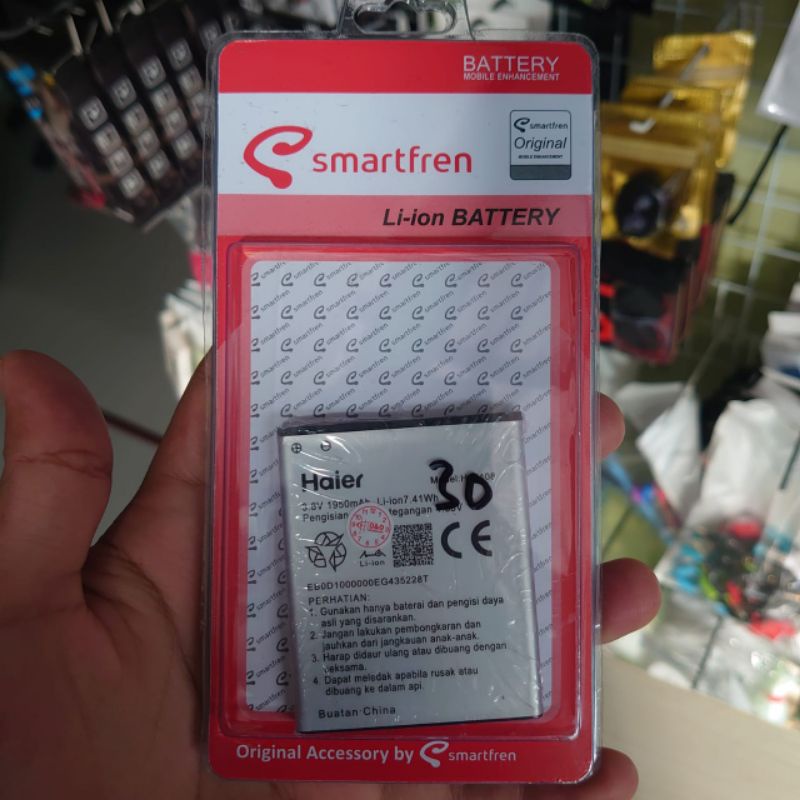 BATTERY
MOBILE ENHANCEMENT
smartfren
smartfren
Original
MOBILE ENHANCEMENT
Li-ion BATTERY
Haier
Model:
30
3.8V 1950mAh Li-ion7.41Wh
Pengisian tegangan
Li-ion
CE
EB0D1000000EG435228T
PERHATIAN:
1. Gunakan hanya baterai dan pengisi daya
asli yang disarankan.
2. Jangan lakukan pembongkaran dan
jauhkan dari jangkauan anak-anak.
3. Harap didaur ulang atau dibuang dengan
seksama.
4. Dapat meledak apabila rusak atau
dibuang ke dalam api.
Buatan·China
Original Accessory by smartfren